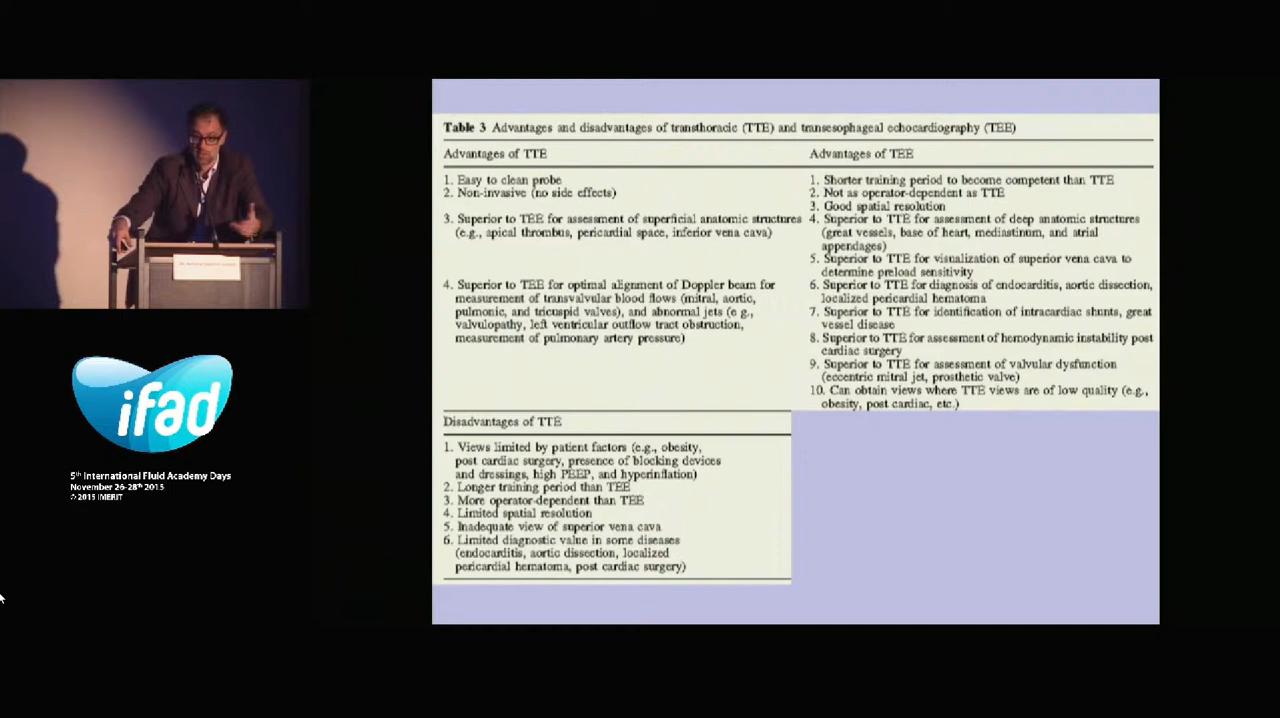 Table 3 Advantages and disadvantages of transthoracic (TTE) and transesophageal echocardiography (TEE)
Advantages of TTE
1. Easy to clean probe
2. Non-invasive (no side effects)
3. Superior to TEE for assessment of superficial anatomic structures
(e.g., apical thrombus, pericardial space, inferior vena cava)
4. Superior to TEE for optimal alignment of Doppler beam for
measurement of transvalvular blood flows (mitral, aortic,
pulmonic, and tricuspid valves), and abnormal jets (e g.,
valvulopathy, left ventricular outflow tract obstruction,
measurement of pulmonary artery pressure)
Advantages of TEE
1. Shorter training period to become competent than TTE
2. Not as operator-dependent as TTE
3. Good spatial resolution
4. Superior to TTE for assessment of deep anatomic structures
(great vessels, base of heart, mediastinum, and atrial
appendages)
5. Superior to TTE for visualization of superior vena cava to
determine preload sensitivity
6. Superior to TTE for diagnosis of endocarditis, aortic dissection,
localized pericardial hematoma
7. Superior to TTE for identification of intracardiac shunts, great
vessel disease
8. Superior to TTE for assessment of hemodynamic instability post
cardiac surgery
9. Superior to TTE for assessment of valvular dysfunction
(eccentric mitral jet, prosthetic valve)
10. Can obtain views where TTE views are of low quality (e.g.,
obesity, post cardiac, etc.)
Disadvantages of TTE
1. Views limited by patient factors (e.g., obesity,
post cardiac surgery, presence of blocking devices
and dressings, high PEEP, and hyperinflation)
2. Longer training period than TEE
3. More operator-dependent than TEE
4. Limited spatial resolution
5. Inadequate view of superior vena cava
6. Limited diagnostic value in some diseases
(endocarditis, aortic dissection, localized
pericardial hematoma, post cardiac surgery)
ifad
5th International Fluid Academy Days
November 26-28th 2015
© 2015 IMERIT